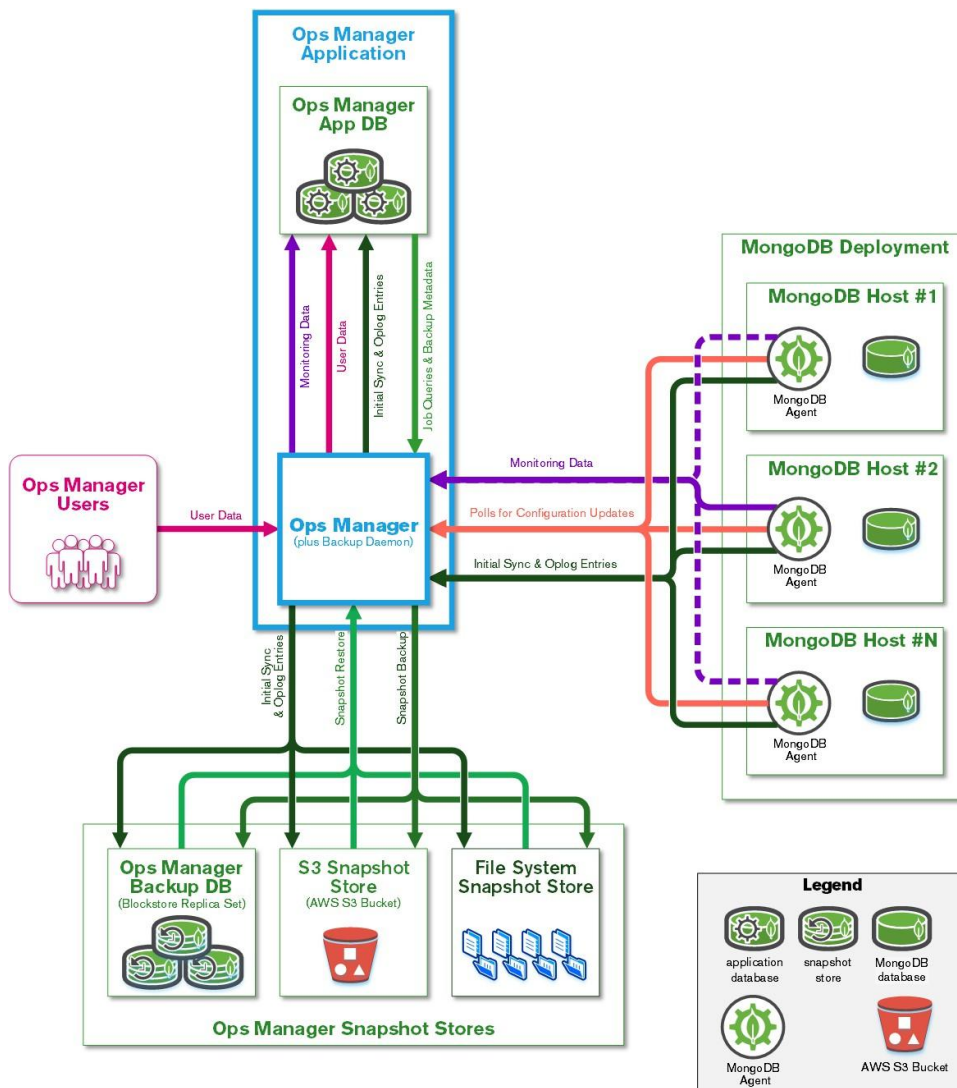 Ops Manager
Application
Ops Manager
App DB
Monitoring Data
User Data
Initial Sync & Oplog Entries
Job Queries & Backup Metadata
Ops Manager
Users
User Data
Ops Manager
(plus Backup Daemon)
Monitoring Data
Polls for Configuration Updates
Initial Sync & Oplog Entries
MongoDB Deployment
MongoDB Host #1
MongoDB
Agent
MongoDB Host #2
MongoDB
Agent
MongoDB Host #N
MongoDB
Agent
Initial Sync
& Oplog Entries
Snapshot Restore
Snapshot Backup
Ops Manager
Backup DB
(Blockstore Replica Set)
S3 Snapshot
Store
(AWS S3 Bucket)
File System
Snapshot Store
Ops Manager Snapshot Stores
Legend
application
database
snapshot
store
MongoDB
database
MongoDB
Agent
AWS S3 Bucket